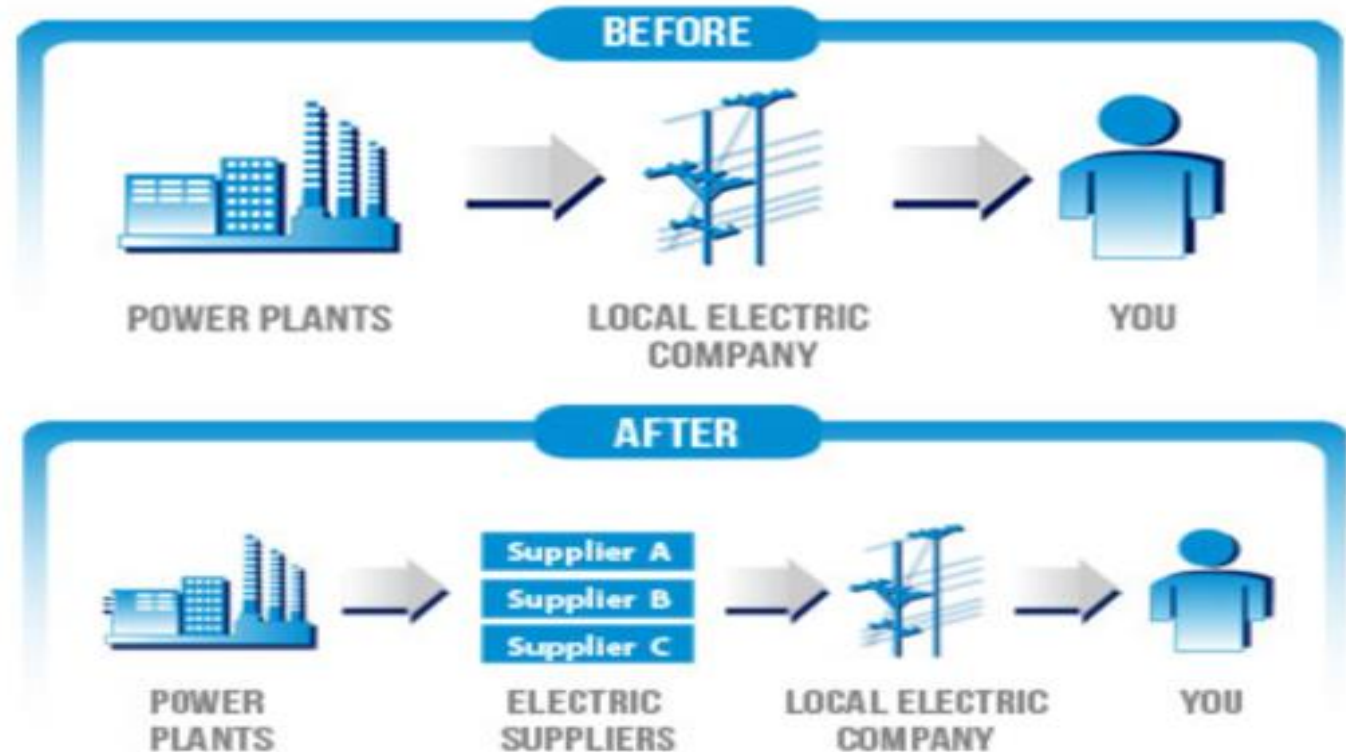 BEFORE
POWER PLANTS
LOCAL ELECTRIC
COMPANY
YOU
AFTER
Supplier A
Supplier B
Supplier C
POWER
PLANTS
ELECTRIC
SUPPLIERS
LOCAL ELECTRIC
COMPANY
YOU